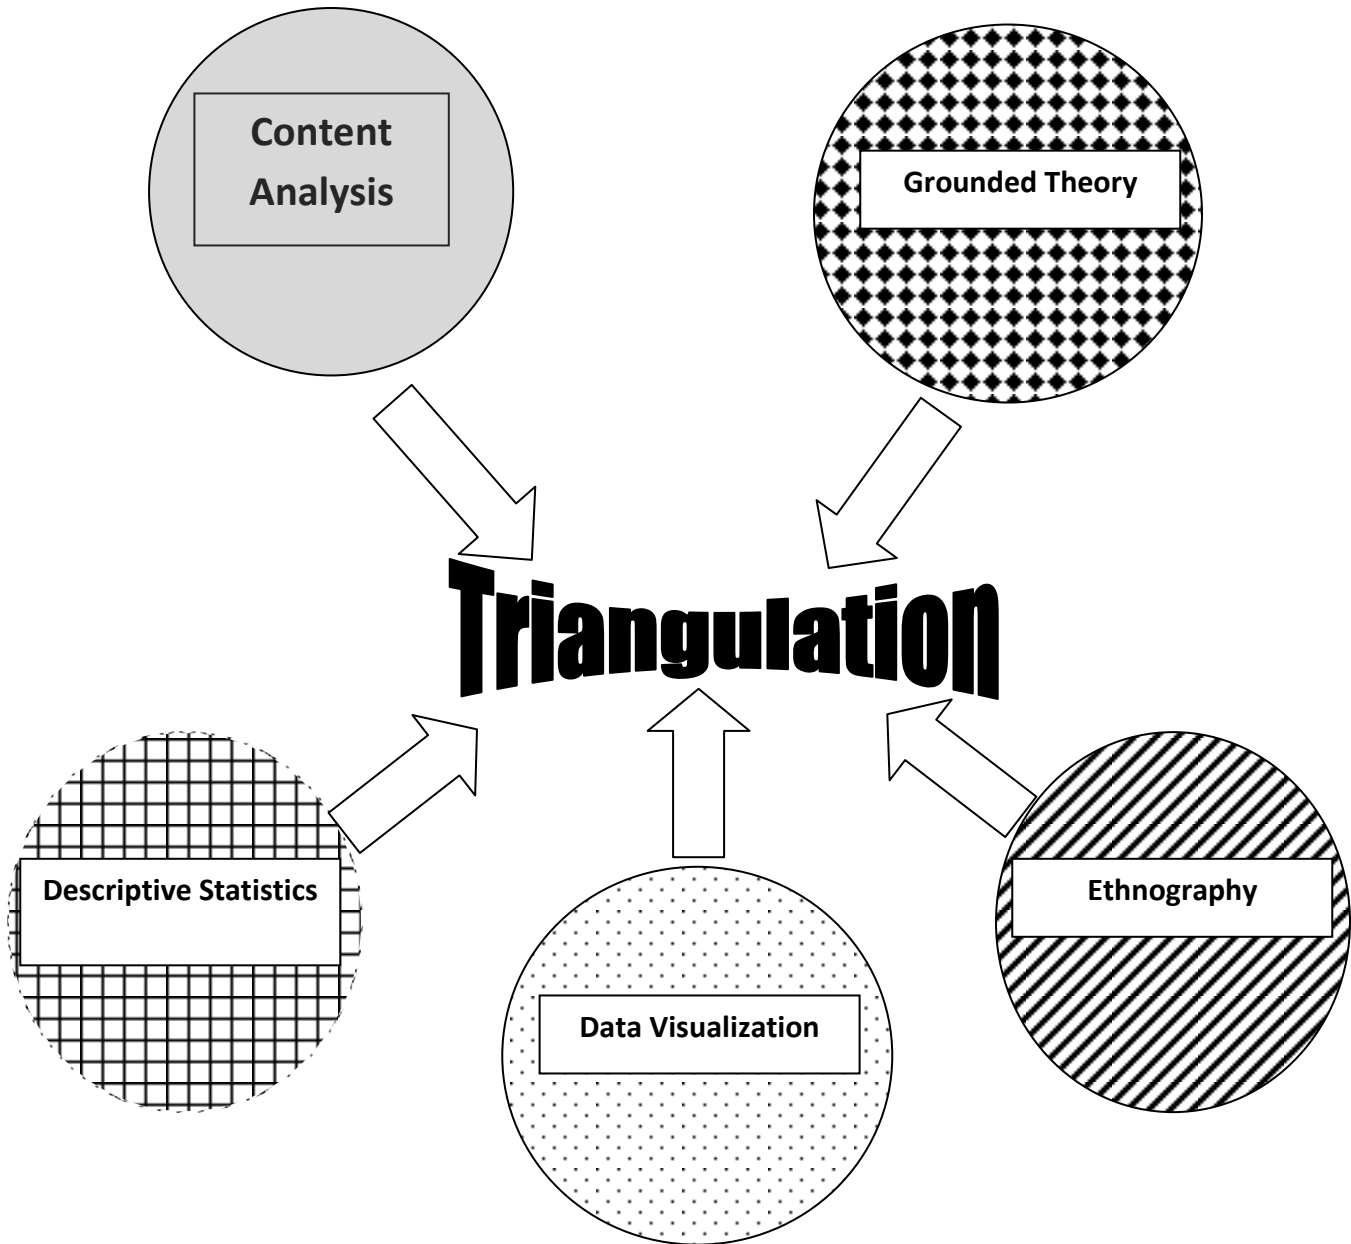 Content
Analysis
Grounded Theory
Triangulation
Descriptive Statistics
Data Visualization
Ethnography